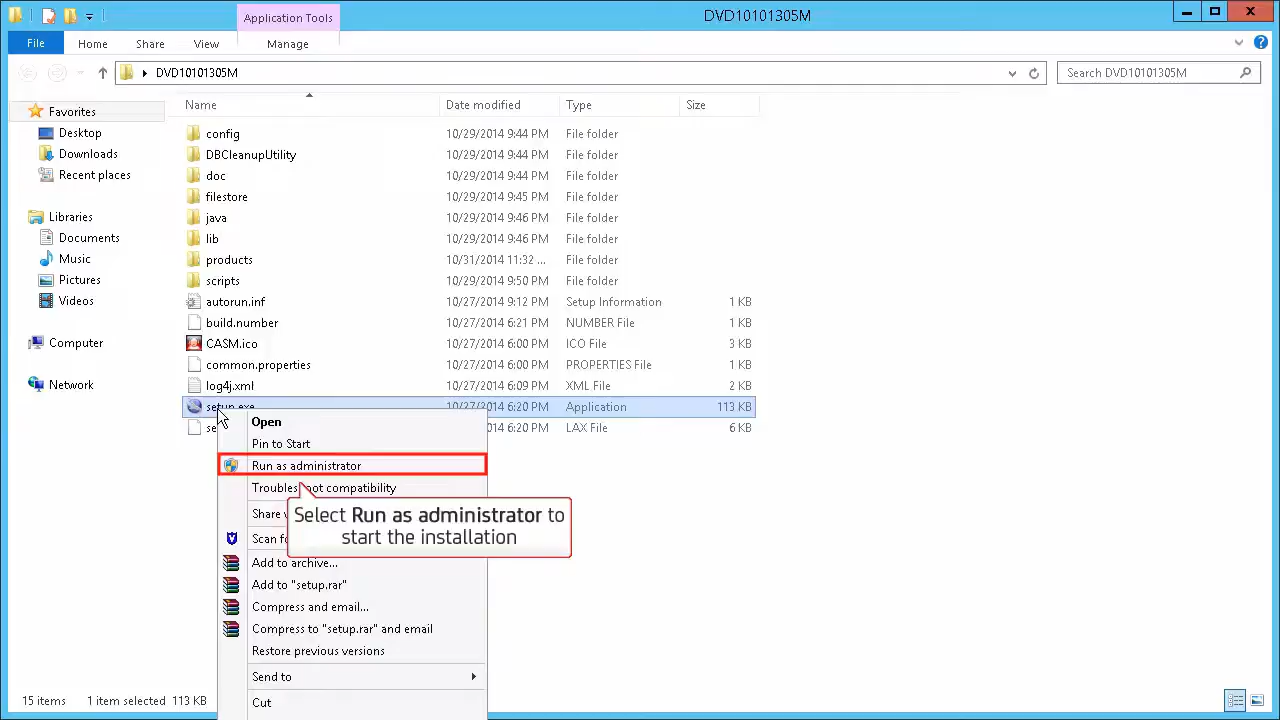 Application Tools
DVD10101305M
File
Home
Share
View
Manage
DVD10101305M
Search DVD10101305M
Name
Date modified
Type
Size
Favorites
Desktop
Downloads
Recent places
Libraries
Documents
Music
Pictures
Videos
Computer
Network
config 10/29/2014 9:44 PM File folder
DBCleanupUtility 10/29/2014 9:44 PM File folder
doc 10/29/2014 9:44 PM File folder
filestore 10/29/2014 9:45 PM File folder
java 10/29/2014 9:46 PM File folder
lib 10/29/2014 9:46 PM File folder
products 10/31/2014 11:32 ... File folder
scripts 10/29/2014 9:50 PM File folder
autorun.inf 10/27/2014 9:12 PM Setup Information 1 KB
build.number 10/27/2014 6:21 PM NUMBER File 1 KB
CASM.ico 10/27/2014 6:00 PM ICO File 3 KB
common.properties 10/27/2014 6:00 PM PROPERTIES File 1 KB
log4j.xml 10/27/2014 6:09 PM XML File 2 KB
setup.exe 10/27/2014 6:20 PM Application 113 KB
se 6:20 PM LAX File 6 KB
Open
Pin to Start
Run as administrator
Troubleshoot compatibility
Share
Select Run as administrator to
start the installation
Scan
Add to archive...
Add to "setup.rar"
Compress and email...
Compress to "setup.rar" and email
Restore previous versions
Send to
Cut
15 items 1 item selected 113 KB